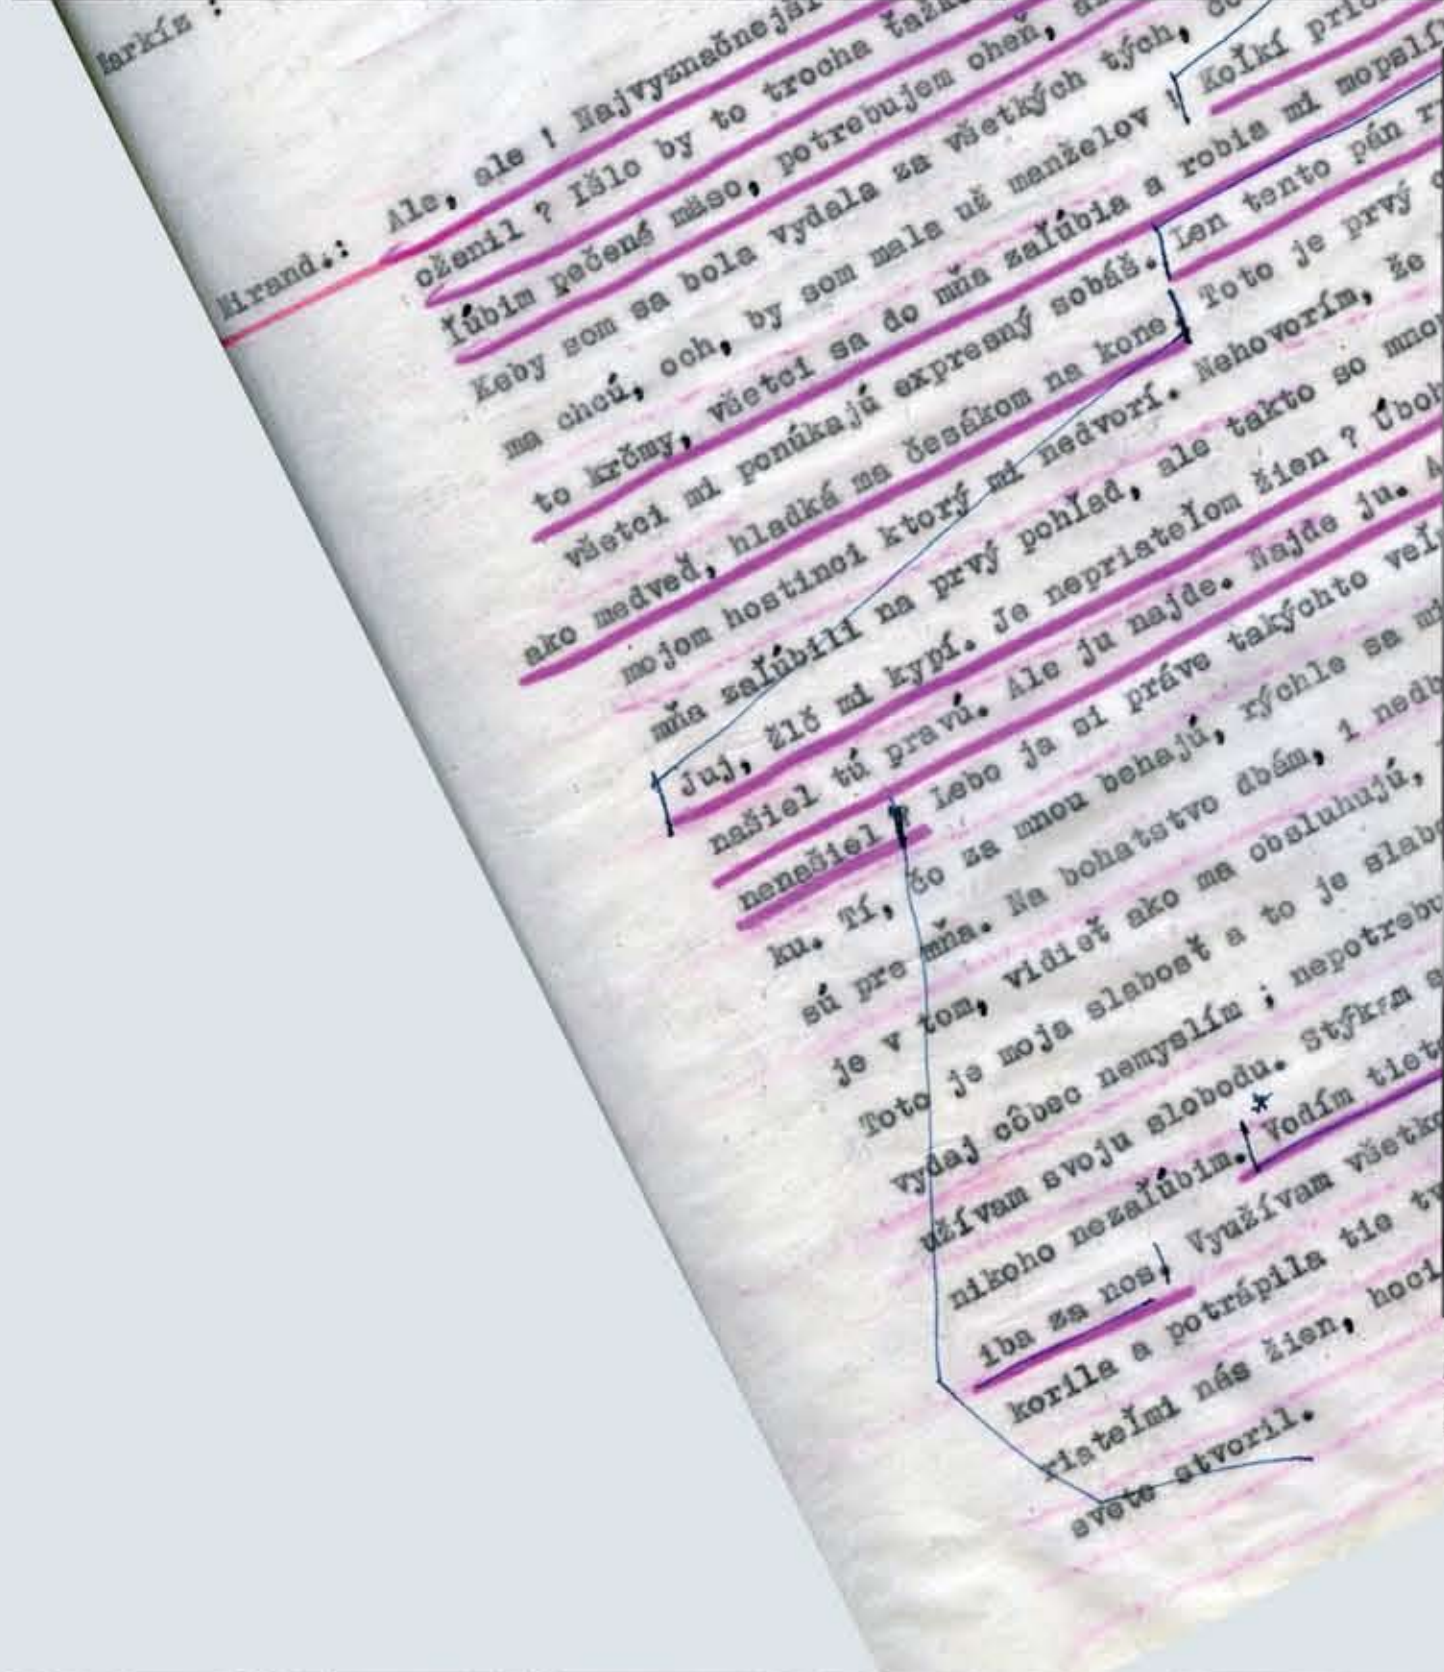 Markíz :
Mirand.: Ale, ale ! Najvyznačnejší
oženil ? Išlo by to trocha ťažk
ľúbim pečené mäso, potrebujem oheň,
Keby som sa bola vydala za všetkých tých,
ma chcú, och, by som mala už manželov ! Koľkí príd
to krčmy, všetci sa do mňa zaľúbia a robia mi mopslí
všetci mi ponúkajú expresný sobáš. Len tento pán r
ako medveď, hladká ma česákom na kone. Toto je prvý
mojom hostinci ktorý mi nedvorí. Nehovorím, že
mňa zaľúbili na prvý pohľad, ale takto so mnou
Juj, žlč mi kypí. Je nepriateľom žien ? Úboh
našiel tú pravú. Ale ju najde. Najde ju. A
nenašiel ? Lebo ja si práve takýchto veľ
ku. Tí, čo za mnou behajú, rýchle sa mi
sú pre mňa. Na bohatstvo dbám, i nedb
je v tom, vidieť ako ma obsluhujú,
Toto je moja slabosť a to je slabo
vydaj côbec nemyslím ; nepotrebu
užívam svoju slobodu. Stýkam s
nikoho nezaľúbim. * Vodím tieto
iba za nos. Využívam všetko
korila a potrápila tie tv
riateľmi nás žien, hoci
svete stvoril.